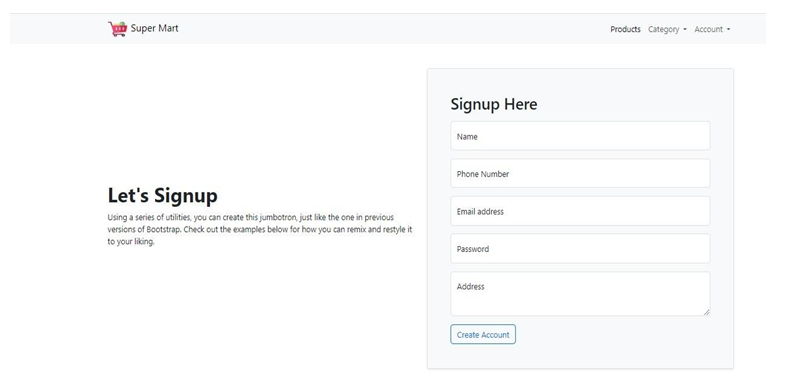 Super Mart
Products Category Account
Let's Signup
Using a series of utilities, you can create this jumbotron, just like the one in previous
versions of Bootstrap. Check out the examples below for how you can remix and restyle it
to your liking.
Signup Here
Name
Phone Number
Email address
Password
Address
Create Account